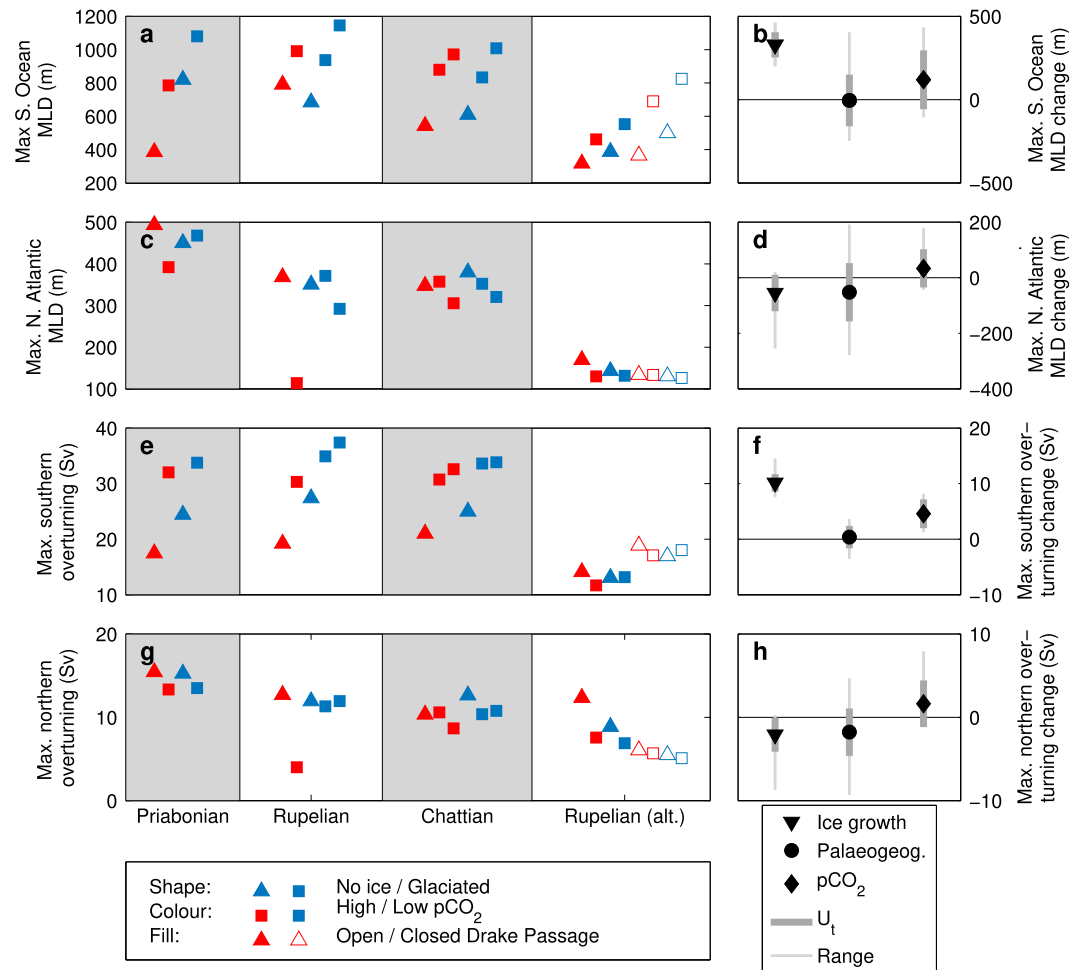 a
Max S. Ocean
MLD (m)
1200
1000
800
600
400
200
b
500
0
−500
Max. S. Ocean
MLD change (m)
c
Max. N. Atlantic
MLD (m)
500
400
300
200
100
d
200
0
−200
−400
Max. N. Atlantic
MLD change (m)
e
Max. southern
overturning (Sv)
40
30
20
10
f
20
10
0
−10
Max. southern over−
turning change (Sv)
g
Max. northern
overturning (Sv)
20
10
0
h
10
0
−10
Max. northern over−
turning change (Sv)
Priabonian
Rupelian
Chattian
Rupelian (alt.)
Shape: No ice / Glaciated
Colour: High / Low pCO2
Fill: Open / Closed Drake Passage
Ice growth
Palaeogeog.
pCO2
Ut
Range